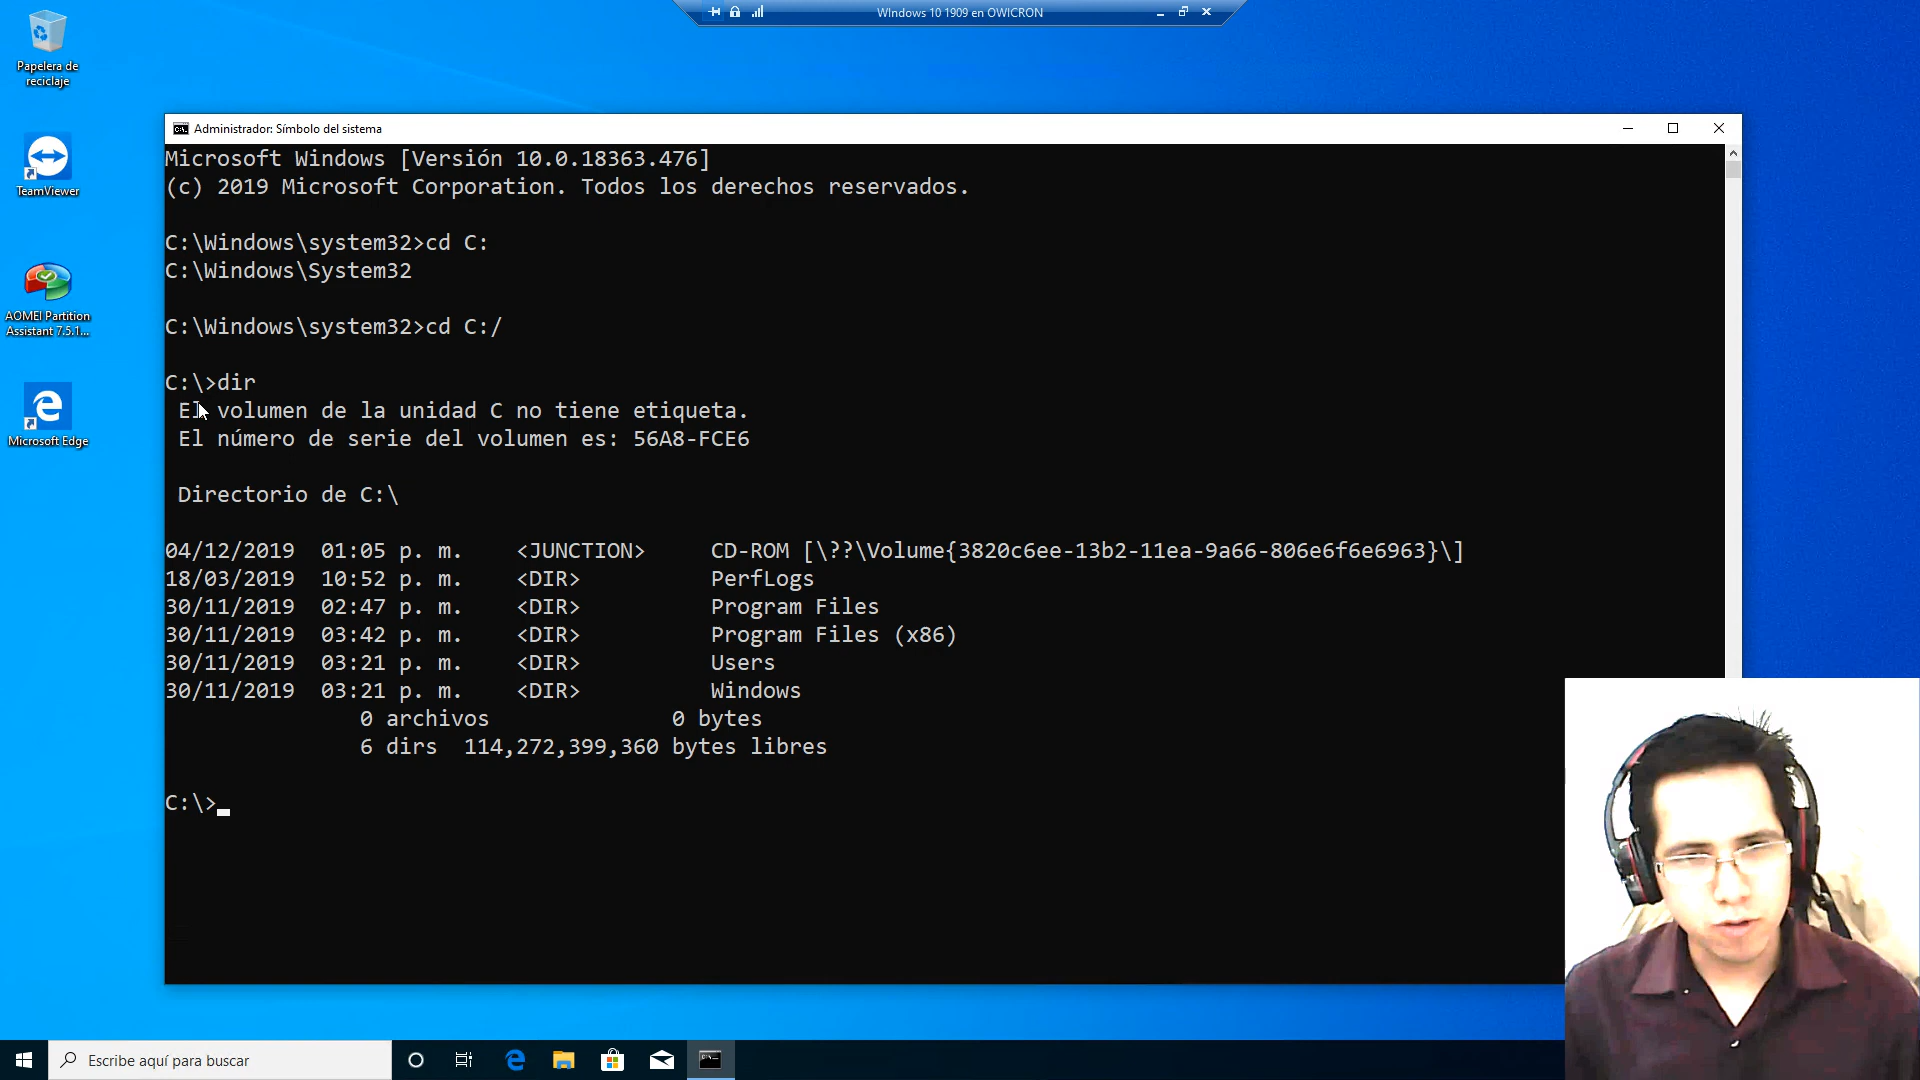 WIndows 10 1909 en OWICRON
Papelera de
reciclaje
TeamViewer
AOMEI Partition
Assistant 7.5.1...
Microsoft Edge
Administrador: Símbolo del sistema
Microsoft Windows [Versión 10.0.18363.476]
(c) 2019 Microsoft Corporation. Todos los derechos reservados.
C:\Windows\system32>cd C:
C:\Windows\System32
C:\Windows\system32>cd C:/
C:\>dir
El volumen de la unidad C no tiene etiqueta.
El número de serie del volumen es: 56A8-FCE6
Directorio de C:\
04/12/2019  01:05 p. m.    <JUNCTION>     CD-ROM [\??\Volume{3820c6ee-13b2-11ea-9a66-806e6f6e6963}\]
18/03/2019  10:52 p. m.    <DIR>          PerfLogs
30/11/2019  02:47 p. m.    <DIR>          Program Files
30/11/2019  03:42 p. m.    <DIR>          Program Files (x86)
30/11/2019  03:21 p. m.    <DIR>          Users
30/11/2019  03:21 p. m.    <DIR>          Windows
0 archivos              0 bytes
6 dirs  114,272,399,360 bytes libres
C:\>
Escribe aquí para buscar